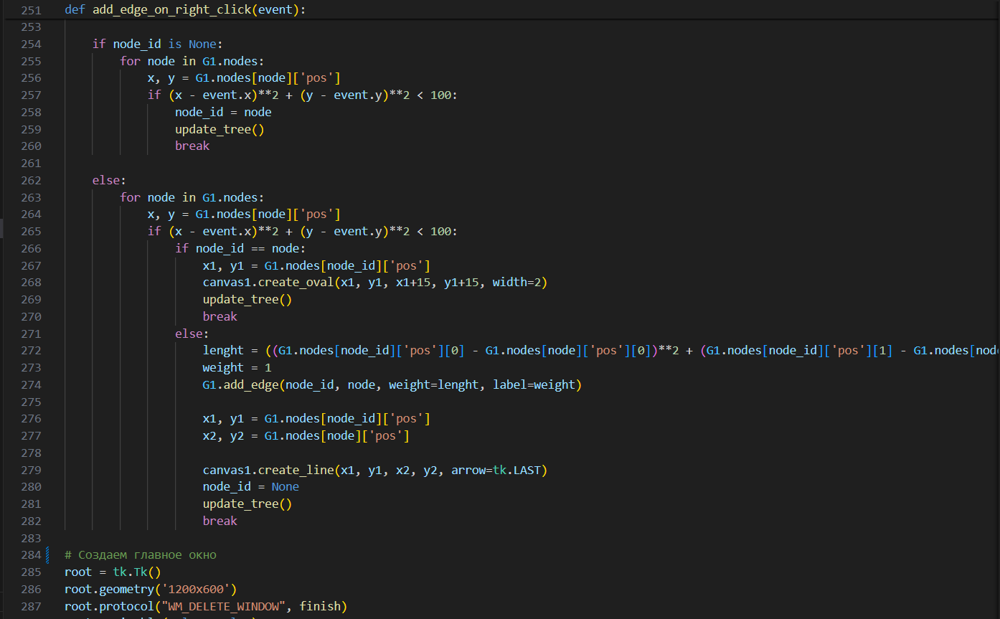 251 def add_edge_on_right_click(event):
253
254 if node_id is None:
255 for node in G1.nodes:
256 x, y = G1.nodes[node]['pos']
257 if (x - event.x)**2 + (y - event.y)**2 < 100:
258 node_id = node
259 update_tree()
260 break
261
262 else:
263 for node in G1.nodes:
264 x, y = G1.nodes[node]['pos']
265 if (x - event.x)**2 + (y - event.y)**2 < 100:
266 if node_id == node:
267 x1, y1 = G1.nodes[node_id]['pos']
268 canvas1.create_oval(x1, y1, x1+15, y1+15, width=2)
269 update_tree()
270 break
271 else:
272 lenght = ((G1.nodes[node_id]['pos'][0] - G1.nodes[node]['pos'][0])**2 + (G1.nodes[node_id]['pos'][1] - G1.nodes[node
273 weight = 1
274 G1.add_edge(node_id, node, weight=lenght, label=weight)
275
276 x1, y1 = G1.nodes[node_id]['pos']
277 x2, y2 = G1.nodes[node]['pos']
278
279 canvas1.create_line(x1, y1, x2, y2, arrow=tk.LAST)
280 node_id = None
281 update_tree()
282 break
283
284 # Создаем главное окно
285 root = tk.Tk()
286 root.geometry('1200x600')
287 root.protocol("WM_DELETE_WINDOW", finish)